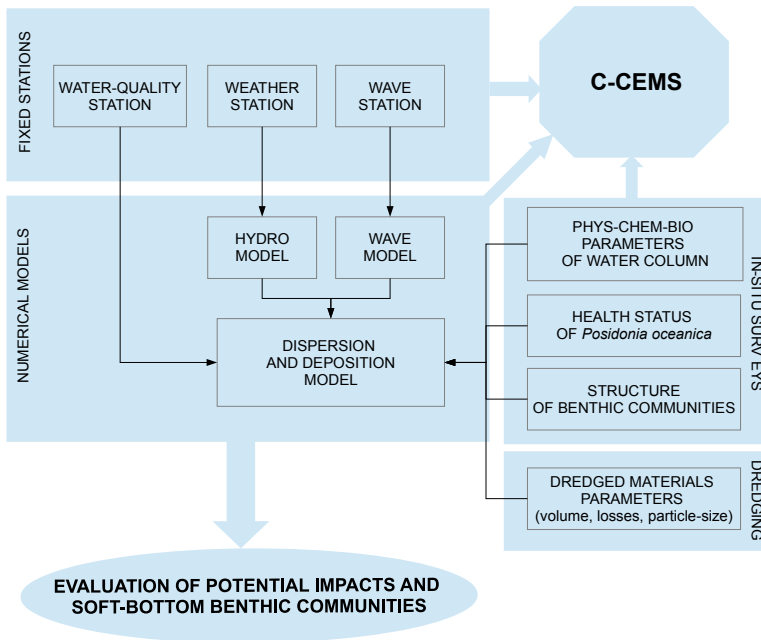 FIXED STATIONS
WATER-QUALITY
STATION
WEATHER
STATION
WAVE
STATION
C-CEMS
NUMERICAL MODELS
HYDRO
MODEL
WAVE
MODEL
DISPERSION
AND DEPOSITION
MODEL
IN-SITU SURVEYS
PHYS-CHEM-BIO
PARAMETERS
OF WATER COLUMN
HEALTH STATUS
OF Posidonia oceanica
STRUCTURE
OF BENTHIC COMMUNITIES
DREDGING
DREDGED MATERIALS
PARAMETERS
(volume, losses, particle-size)
EVALUATION OF POTENTIAL IMPACTS AND
SOFT-BOTTOM BENTHIC COMMUNITIES